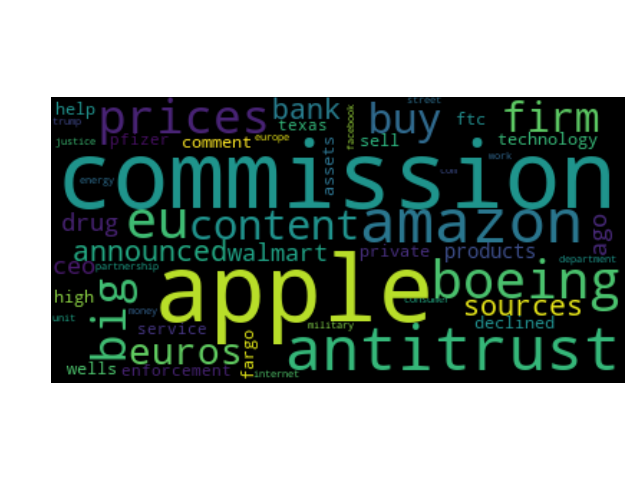 help prices bank street buy ftc firm
trump texas facebook
justice pfizer comment europe assets sell technology
commission
energy com work
drug eu content amazon ago
announced walmart private products
ceo partnership department
apple boeing
high big consumer sources
unit money service military declined
euros fargo antitrust
wells enforcement internet